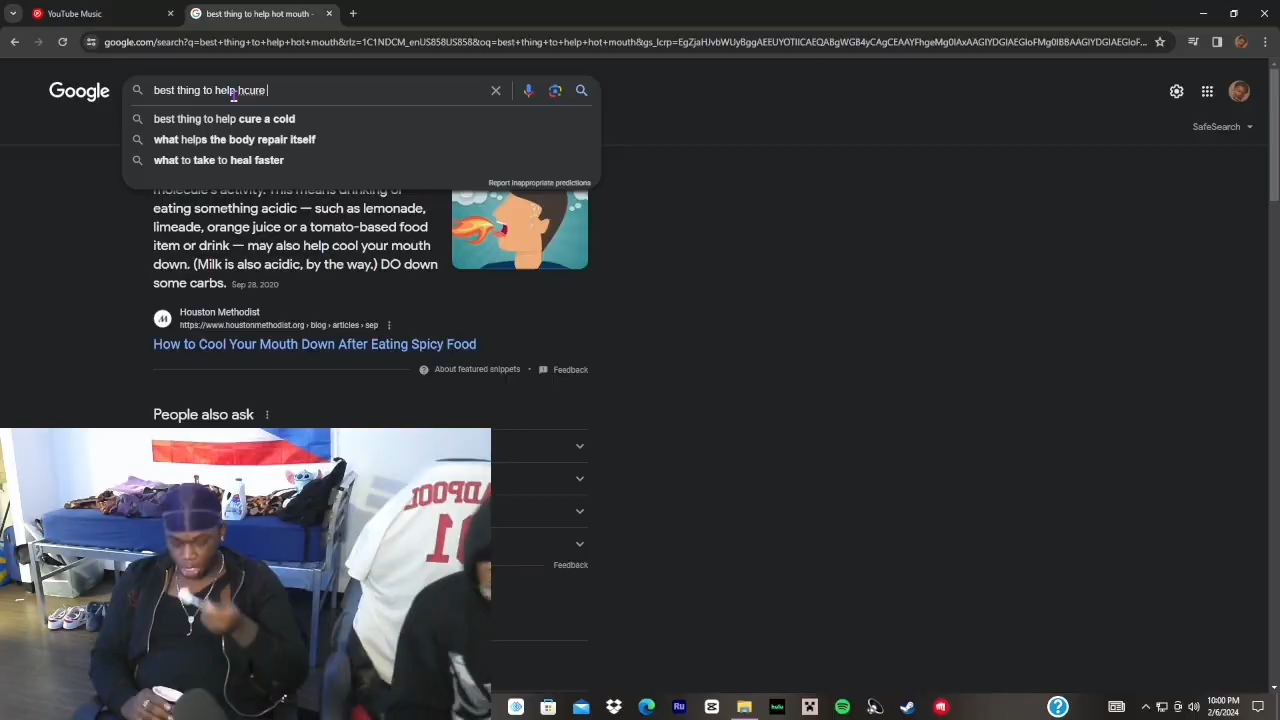 YouTube Music
best thing to help hot mouth -
google.com/search?q=best+thing+to+help+hot+mouth&rlz=1C1NDCM_enUS858US858&oq=best+thing+to+help+hot+mouth&gs_lcrp=
Google
best thing to help hcure
best thing to help cure a cold
what helps the body repair itself
what to take to heal faster
Report inappropriate predictions
SafeSearch
eating something acidic — such as lemonade,
limeade, orange juice or a tomato-based food
item or drink — may also help cool your mouth
down. (Milk is also acidic, by the way.) DO down
some carbs. Sep 28, 2020
Houston Methodist
https://www.houstonmethodist.org › blog › articles › sep
How to Cool Your Mouth Down After Eating Spicy Food
About featured snippets
Feedback
People also ask
Feedback
11
Ru
hulu
10:00 PM
2/6/2024